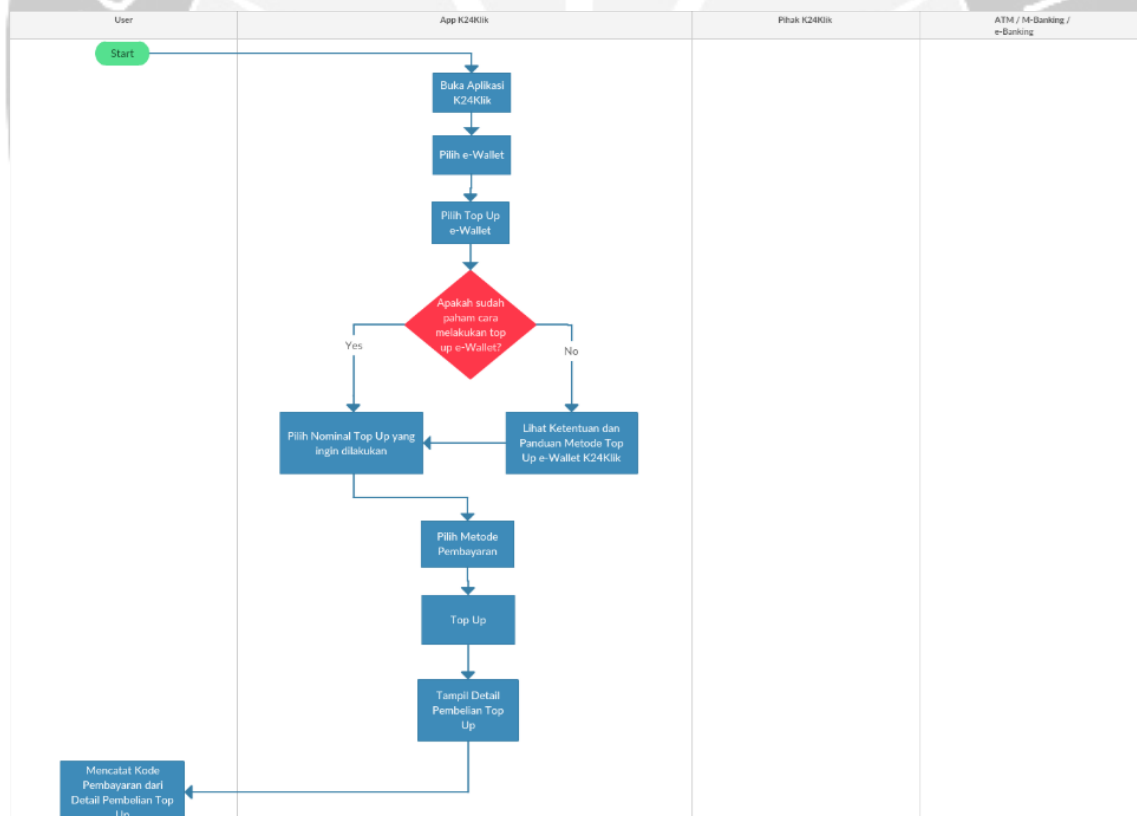 User
App K24Klik
Pihak K24Klik
ATM / M-Banking /
e-Banking
Start
Buka Aplikasi
K24Klik
Pilih e-Wallet
Pilih Top Up
e-Wallet
Apakah sudah
paham cara
melakukan top
up e-Wallet?
Yes
No
Pilih Nominal Top Up yang
ingin dilakukan
Lihat Ketentuan dan
Panduan Metode Top
Up e-Wallet K24Klik
Pilih Metode
Pembayaran
Top Up
Tampil Detail
Pembelian Top
Up
Mencatat Kode
Pembayaran dari
Detail Pembelian Top
Up